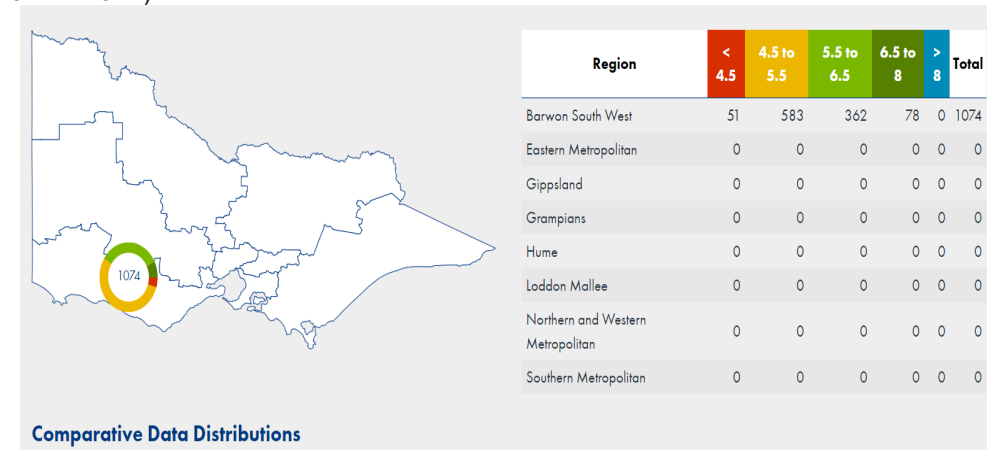 Region < 4.5 4.5 to 5.5 5.5 to 6.5 6.5 to 8 > 8 Total
Barwon South West 51 583 362 78 0 1074
Eastern Metropolitan 0 0 0 0 0 0
Gippsland 0 0 0 0 0 0
Grampians 0 0 0 0 0 0
Hume 0 0 0 0 0 0
Loddon Mallee 0 0 0 0 0 0
Northern and Western Metropolitan 0 0 0 0 0 0
Southern Metropolitan 0 0 0 0 0 0
1074
Comparative Data Distributions